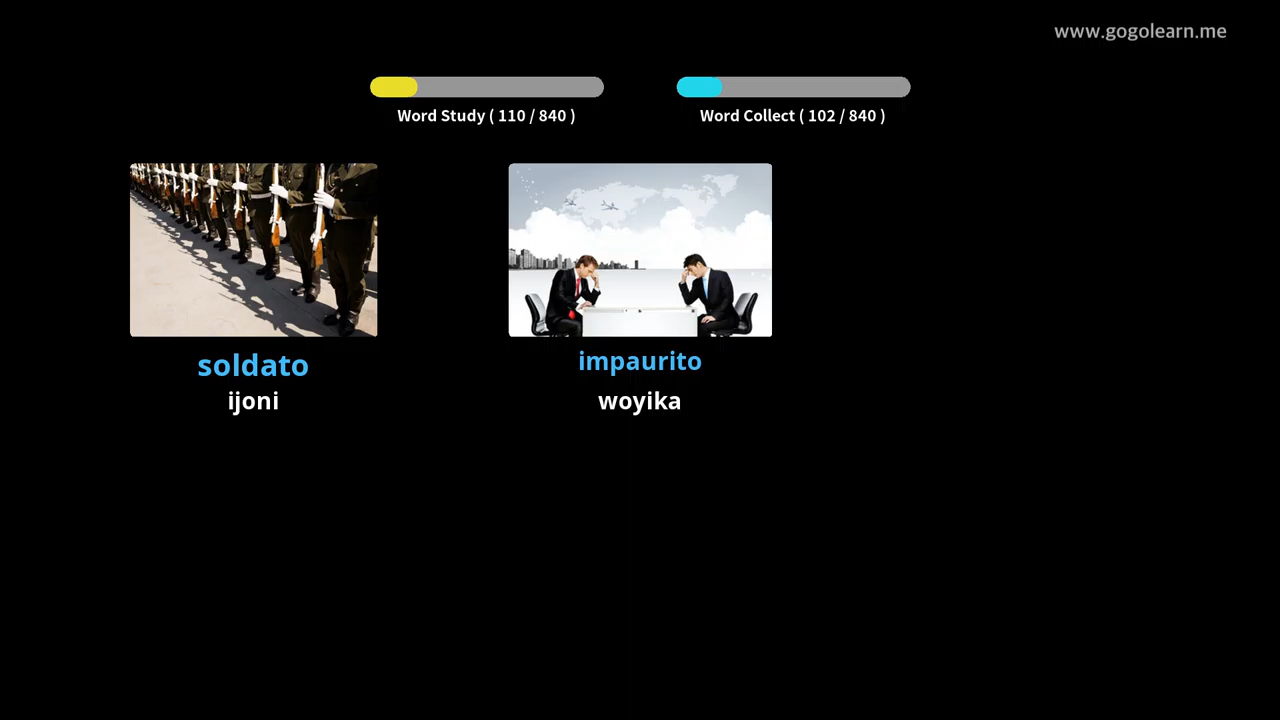 www.gogolearn.me
Word Study ( 110 / 840 )
Word Collect ( 102 / 840 )
soldato
ijoni
impaurito
woyika